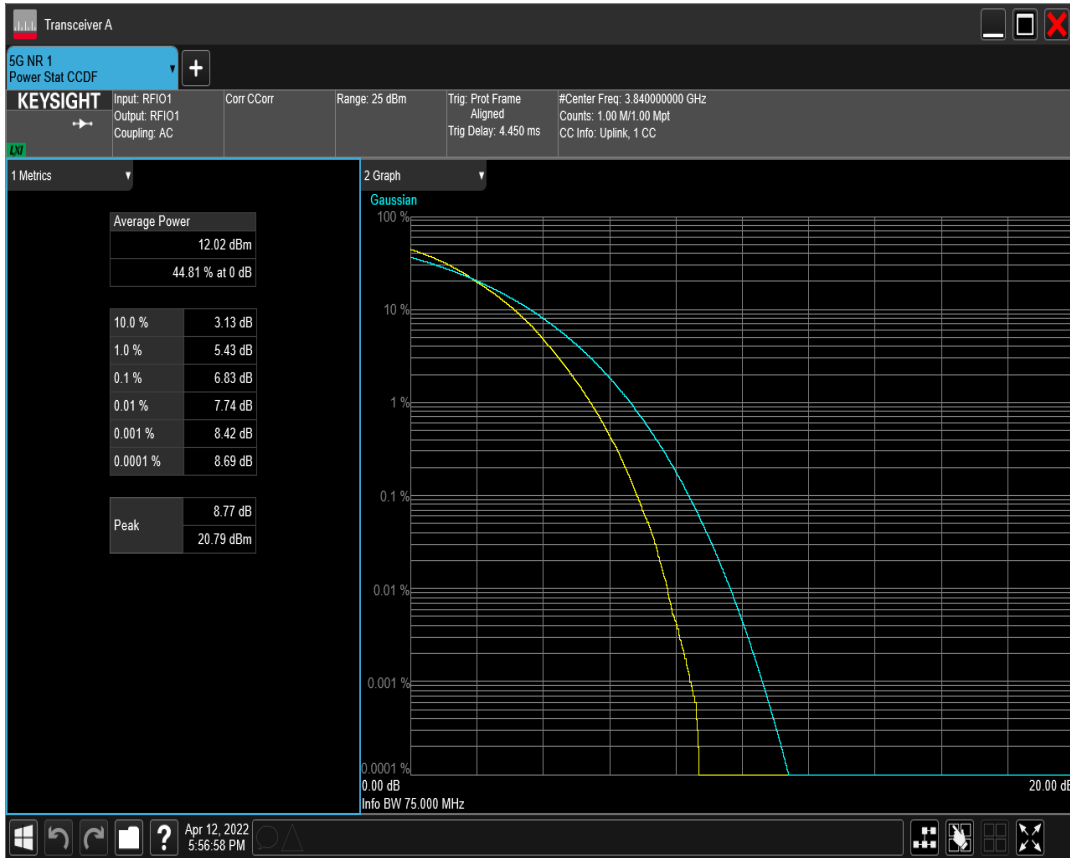 Transceiver A
5G NR 1
Power Stat CCDF
KEYSIGHT
LXI
Input: RFIO1
Output: RFIO1
Coupling: AC
Corr CCorr
Range: 25 dBm
Trig: Prot Frame
Aligned
Trig Delay: 4.450 ms
#Center Freq: 3.840000000 GHz
Counts: 1.00 M/1.00 Mpt
CC Info: Uplink, 1 CC
1 Metrics
Average Power
12.02 dBm
44.81 % at 0 dB
10.0 % 3.13 dB
1.0 % 5.43 dB
0.1 % 6.83 dB
0.01 % 7.74 dB
0.001 % 8.42 dB
0.0001 % 8.69 dB
Peak
8.77 dB
20.79 dBm
2 Graph
Gaussian
100 %
10 %
1 %
0.1 %
0.01 %
0.001 %
0.0001 %
0.00 dB 20.00 dB
Info BW 75.000 MHz
?
Apr 12, 2022
5:56:58 PM